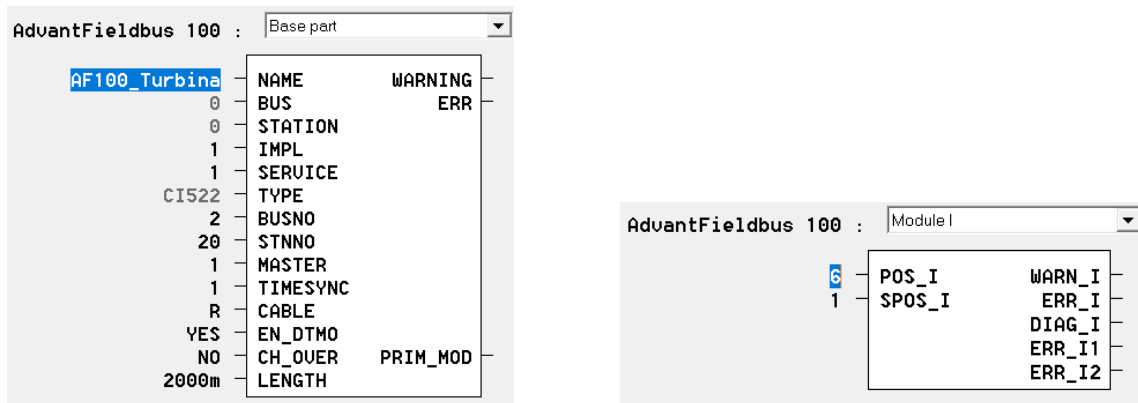 AdvantFieldbus 100 : Base part
AF100_Turbina NAME WARNING
0 BUS ERR
0 STATION
1 IMPL
1 SERVICE
CI522 TYPE
2 BUSNO
20 STNNO
1 MASTER
1 TIMESYNC
R CABLE
YES EN_DTMO
NO CH_OVER PRIM_MOD
2000m LENGTH
AdvantFieldbus 100 : Module I
6 POS_I WARN_I
1 SPOS_I ERR_I
DIAG_I
ERR_I1
ERR_I2